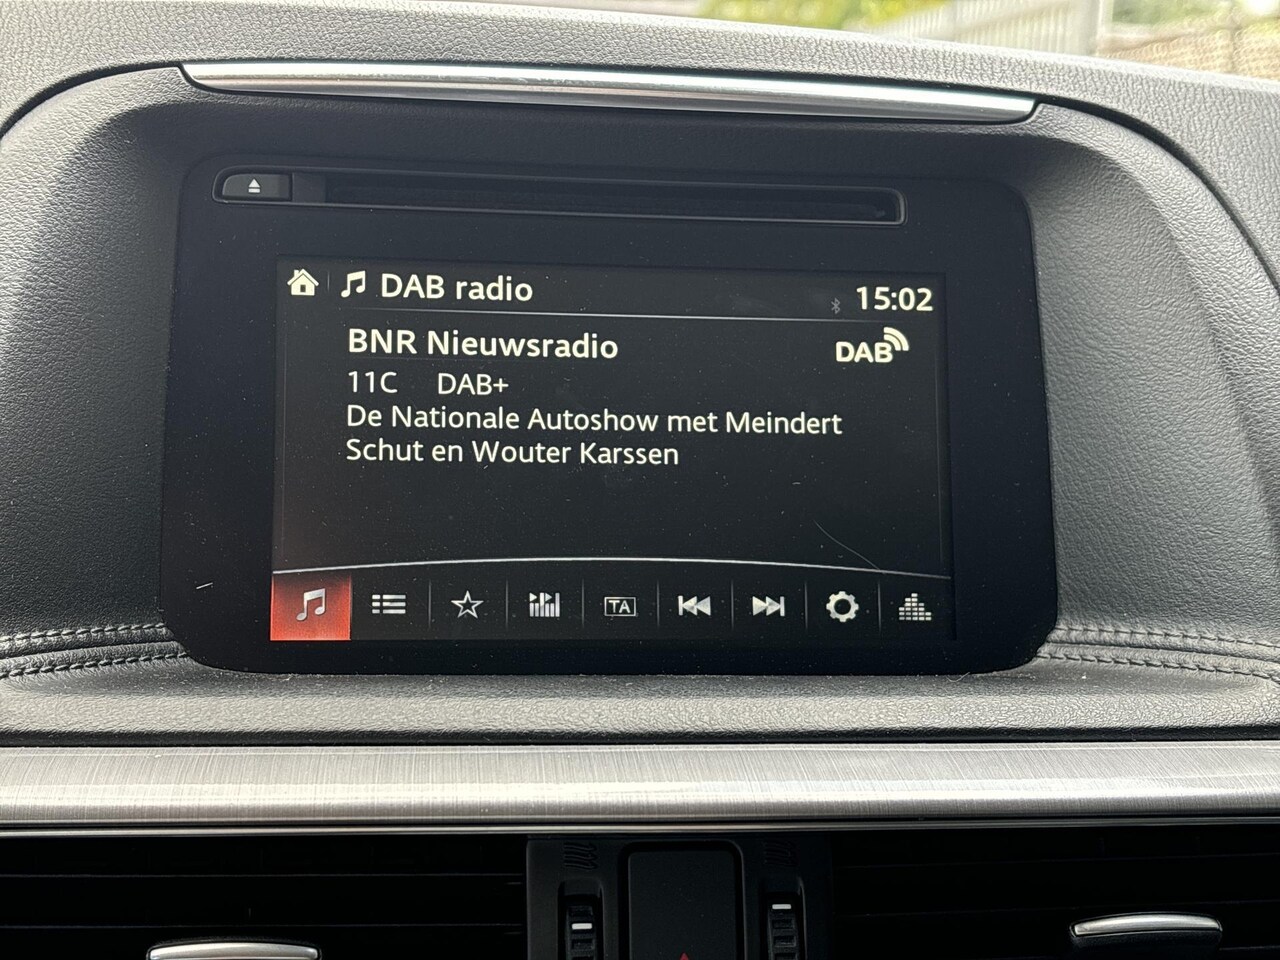 DAB radio 15:02
BNR Nieuwsradio DAB
11C DAB+
De Nationale Autoshow met Meindert
Schut en Wouter Karssen
TA